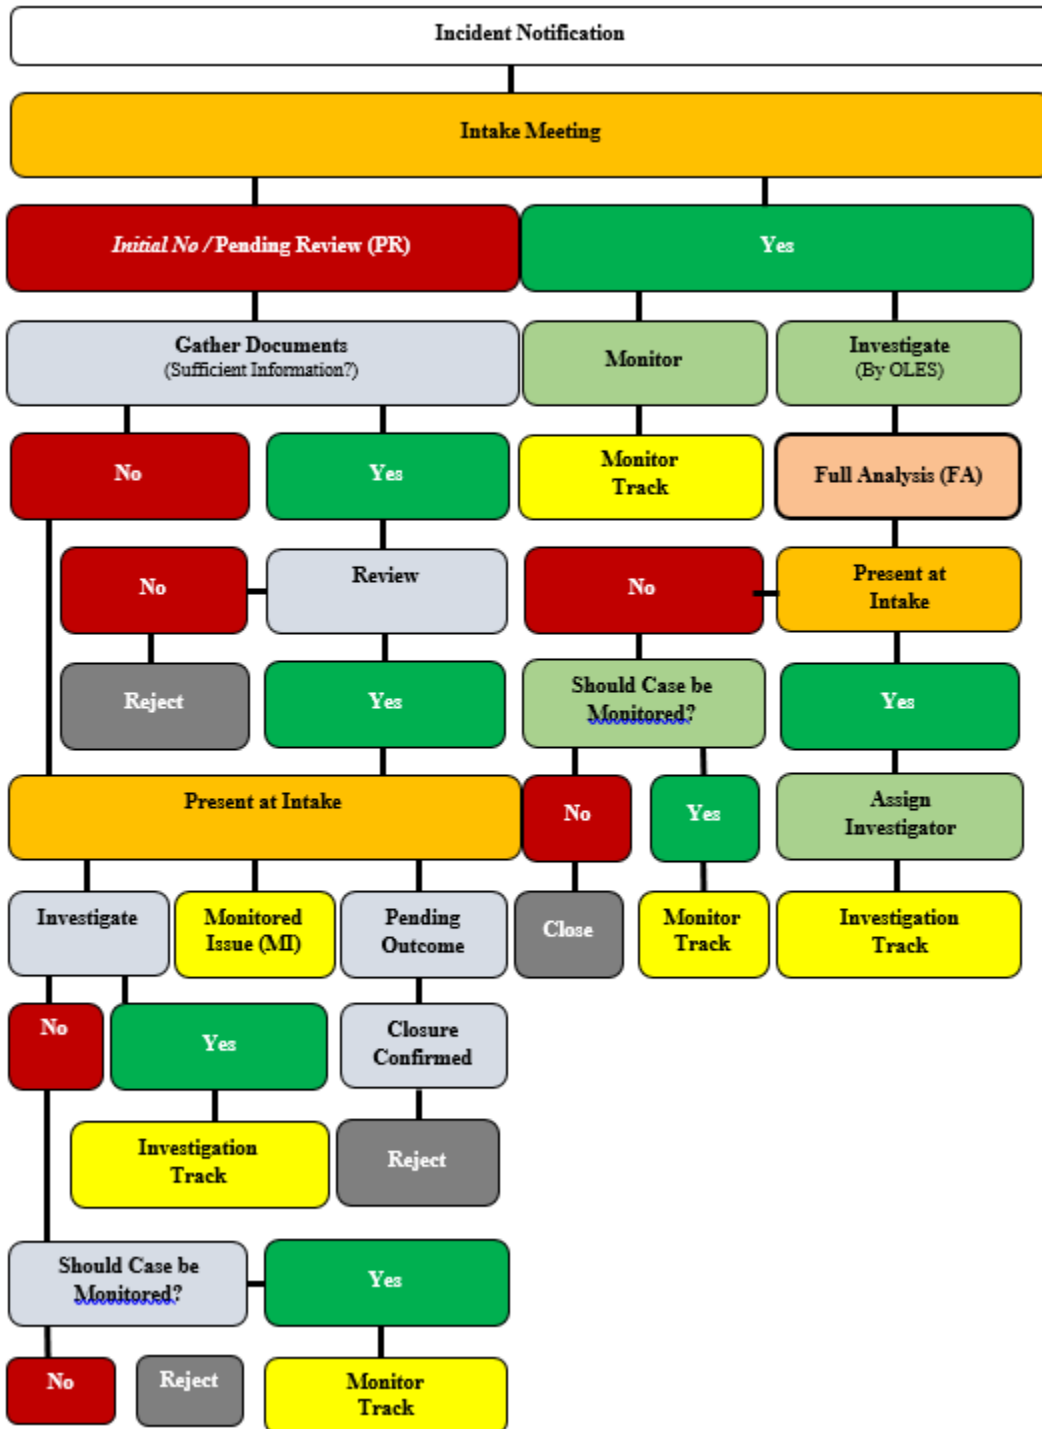 Incident Notification
Intake Meeting
Initial No / Pending Review (PR)
Yes
Gather Documents
(Sufficient Information?)
Monitor
Investigate
(By OLES)
No
Yes
Monitor
Track
Full Analysis (FA)
No
Review
No
Present at
Intake
Reject
Yes
Should Case be
Monitored?
Yes
Present at Intake
No
Yes
Assign
Investigator
Investigate
Monitored
Issue (MI)
Pending
Outcome
Close
Monitor
Track
Investigation
Track
No
Yes
Closure
Confirmed
Investigation
Track
Reject
Should Case be
Monitored?
Yes
No
Reject
Monitor
Track